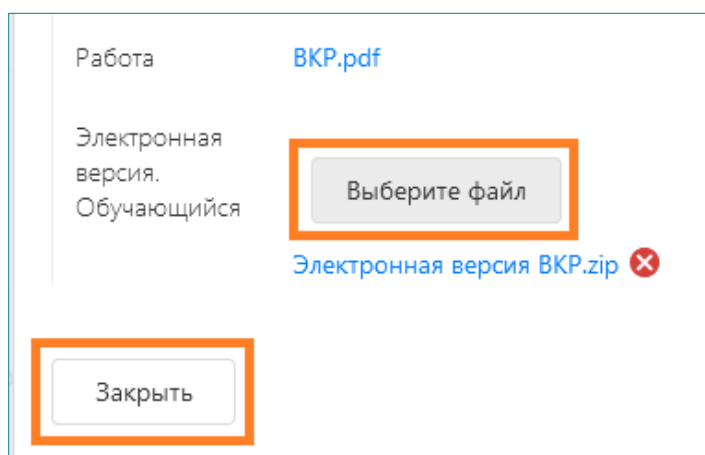 Работа ВКР.pdf
Электронная
версия.
Обучающийся
Выберите файл
Электронная версия ВКР.zip
Закрыть